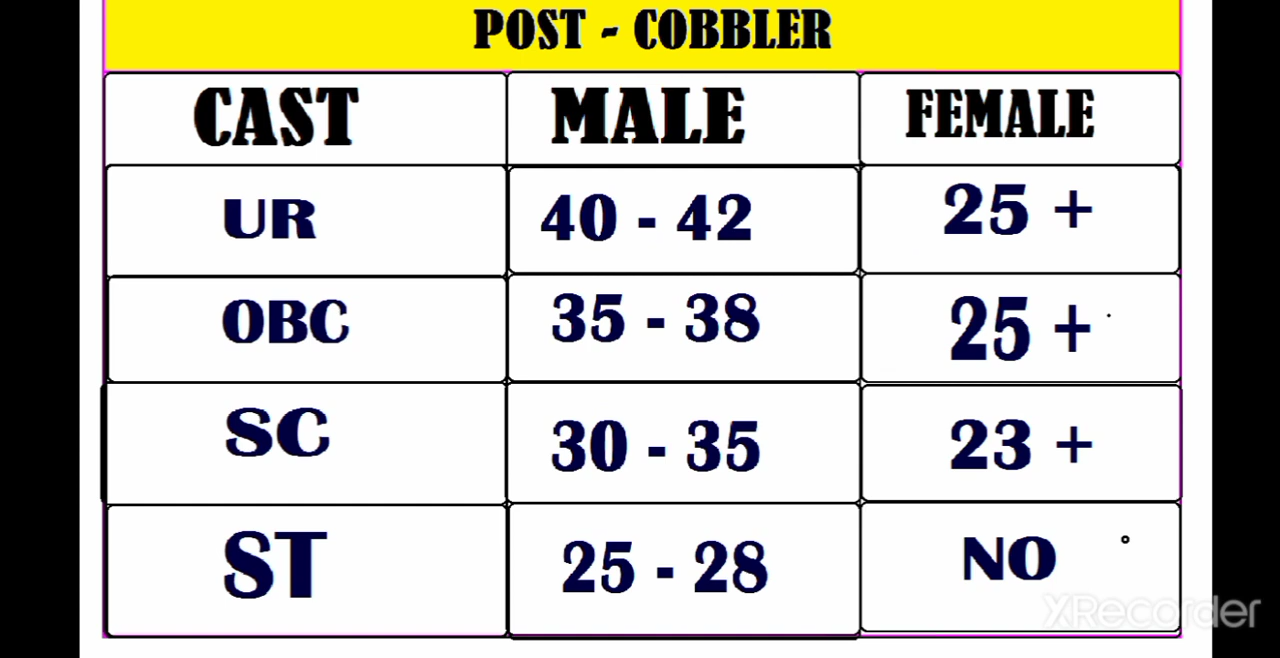 POST - COBBLER
CAST MALE FEMALE
UR 40 - 42 25 +
OBC 35 - 38 25 +
SC 30 - 35 23 +
ST 25 - 28 NO
XRecorder